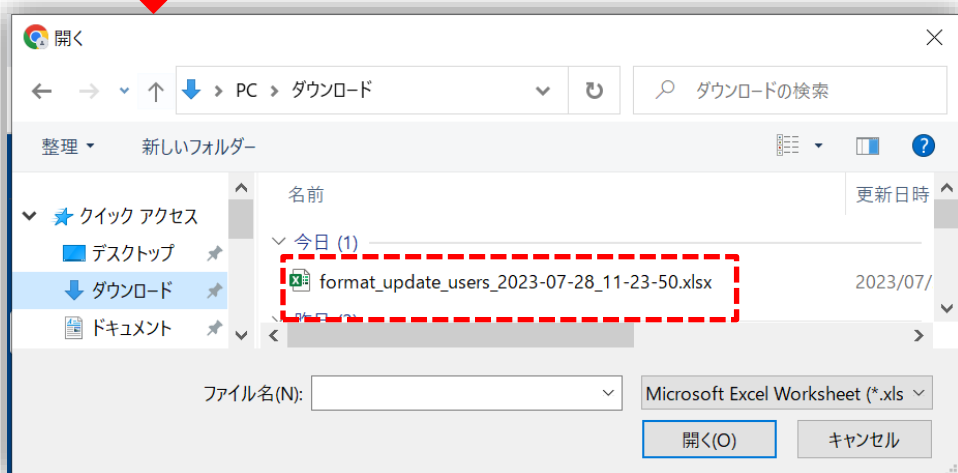 開く
PC > ダウンロード
ダウンロードの検索
整理
新しいフォルダー
名前
更新日時
クイック アクセス
今日 (1)
デスクトップ
format_update_users_2023-07-28_11-23-50.xlsx
2023/07/
ダウンロード
ドキュメント
ファイル名(N):
Microsoft Excel Worksheet (*.xls
開く(O)
キャンセル